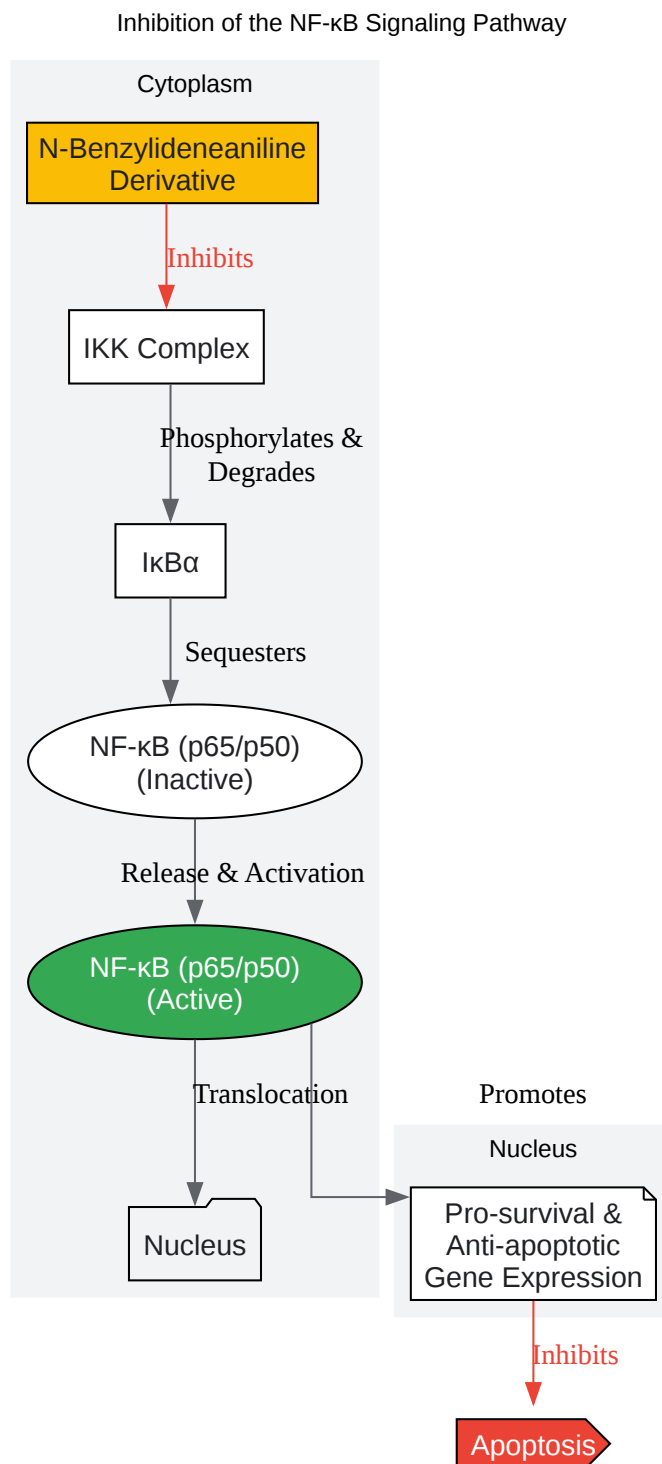 Inhibition of the NF-κB Signaling Pathway
Cytoplasm
N-Benzylideneaniline
Derivative
Inhibits
IKK Complex
Phosphorylates &
Degrades
IκBα
Sequesters
NF-κB (p65/p50)
(Inactive)
Release & Activation
NF-κB (p65/p50)
(Active)
Translocation
Promotes
Nucleus
Nucleus
Pro-survival &
Anti-apoptotic
Gene Expression
Inhibits
Apoptosis